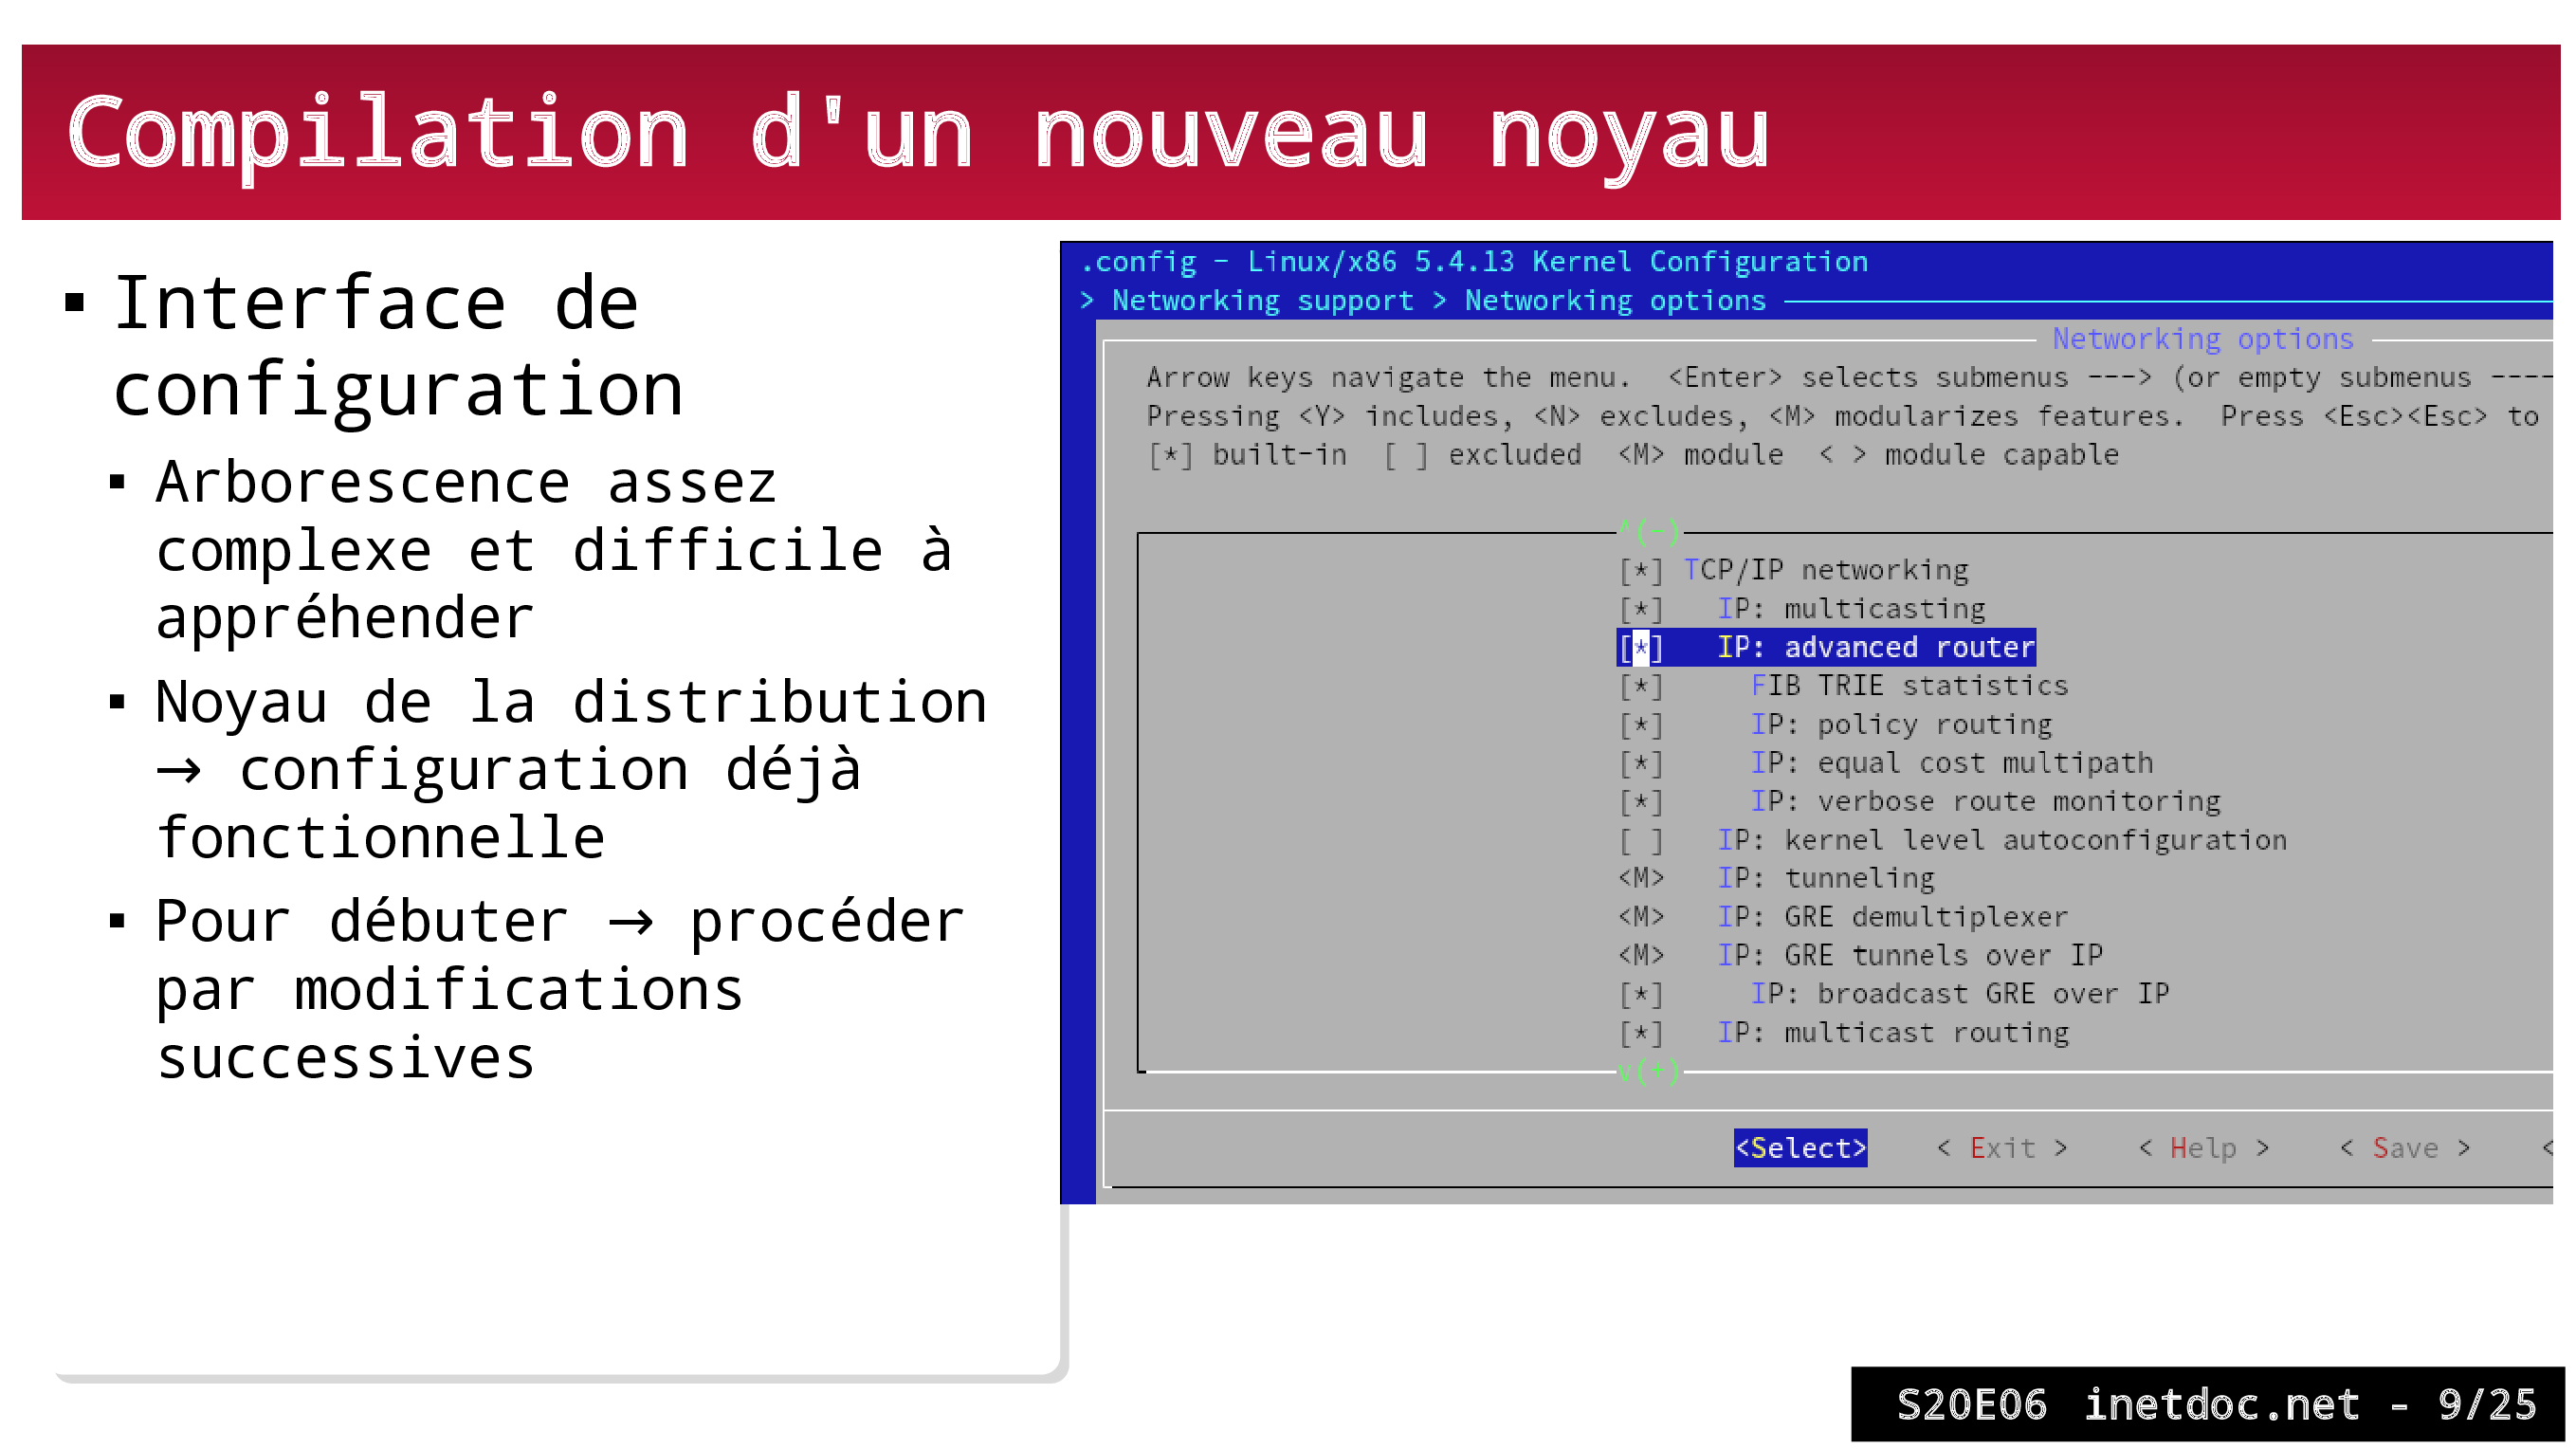 Compilation d'un nouveau noyau
▪ Interface de
configuration
▪ Arborescence assez
complexe et difficile à
appréhender
▪ Noyau de la distribution
→ configuration déjà
fonctionnelle
▪ Pour débuter → procéder
par modifications
successives
.config - Linux/x86 5.4.13 Kernel Configuration
> Networking support > Networking options
Networking options
Arrow keys navigate the menu.  <Enter> selects submenus ---> (or empty submenus ----
Pressing <Y> includes, <N> excludes, <M> modularizes features.  Press <Esc><Esc> to
[*] built-in  [ ] excluded  <M> module  < > module capable
^(-)
[*] TCP/IP networking
[*]   IP: multicasting
[*]   IP: advanced router
[*]     FIB TRIE statistics
[*]     IP: policy routing
[*]     IP: equal cost multipath
[*]     IP: verbose route monitoring
[ ]   IP: kernel level autoconfiguration
<M>   IP: tunneling
<M>   IP: GRE demultiplexer
<M>   IP: GRE tunnels over IP
[*]     IP: broadcast GRE over IP
[*]   IP: multicast routing
v(+)
<Select>    < Exit >    < Help >    < Save >    <
S20E06 inetdoc.net - 9/25